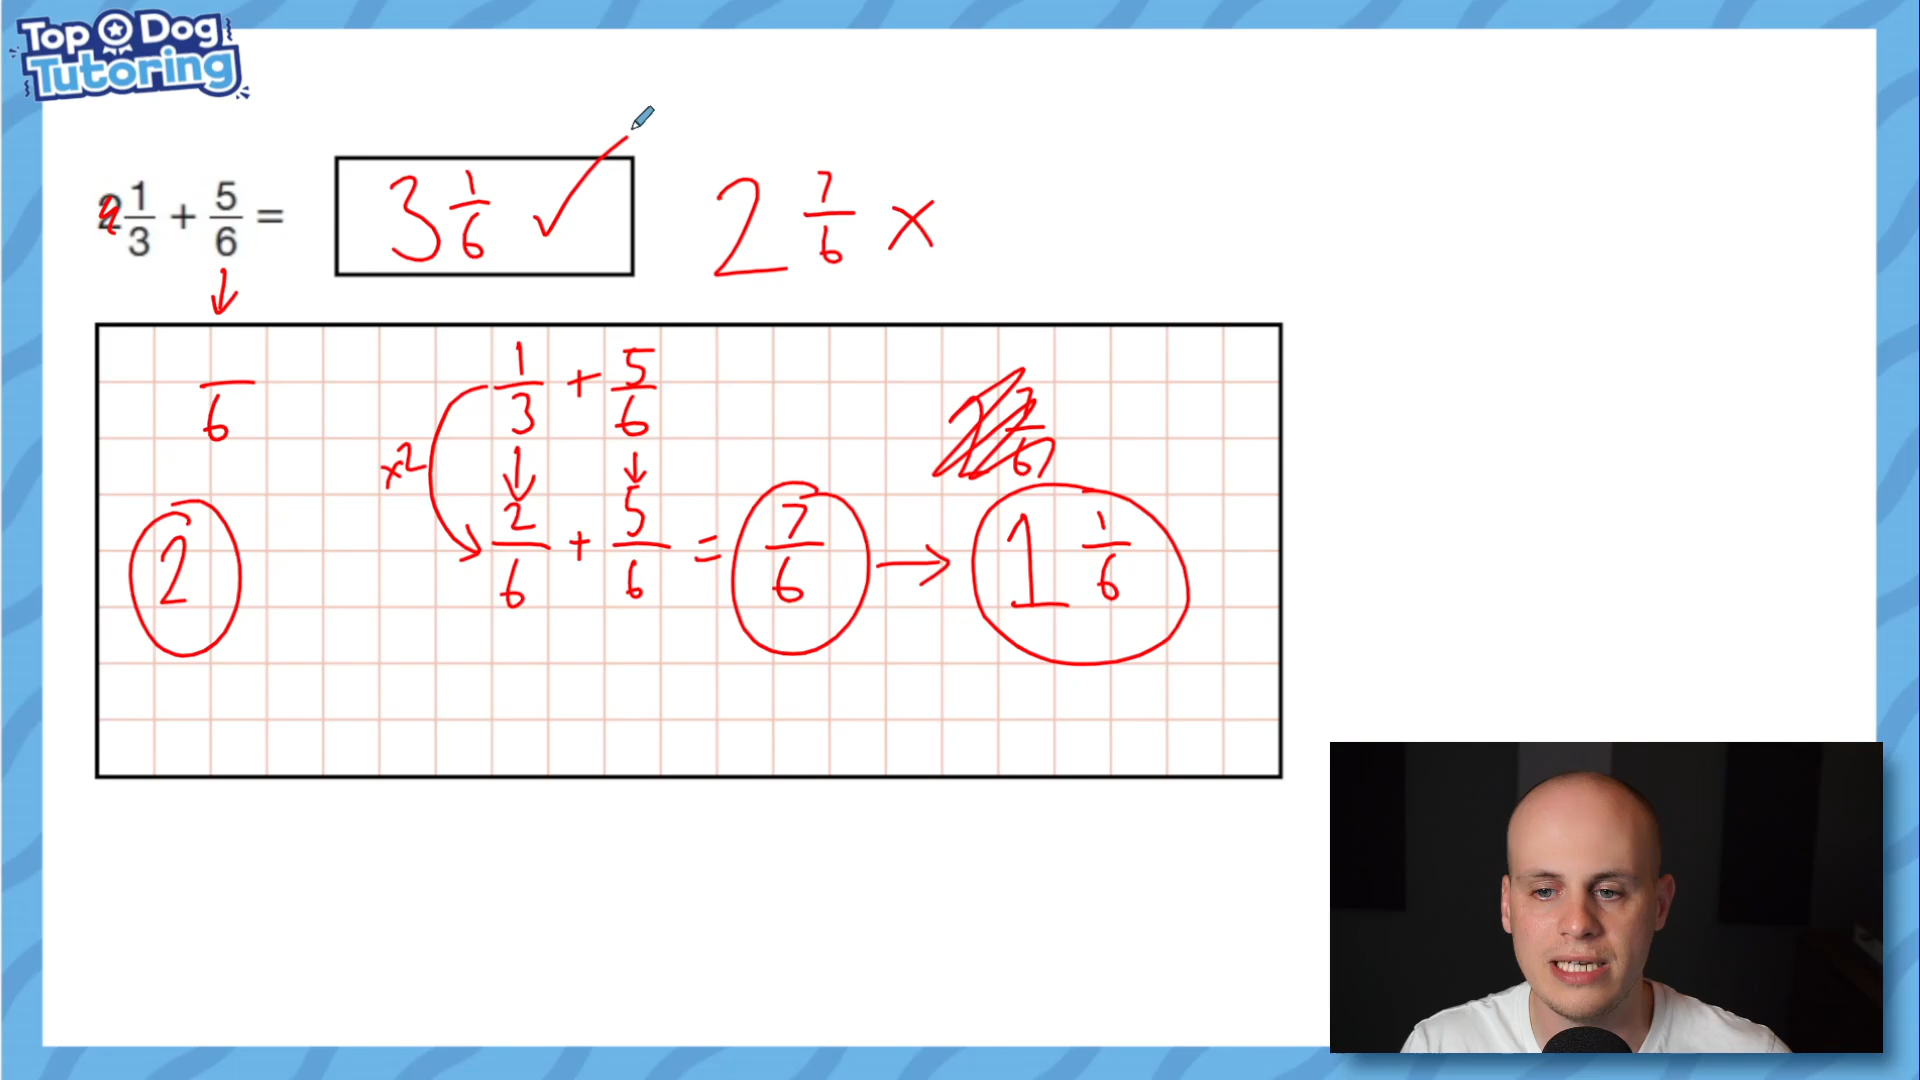 Top Dog
Tutoring
2 1/3 + 5/6 =
3 1/6 ✓
2 7/6 x
6
1/3 + 5/6
x2
2/6 + 5/6 = 7/6 → 1 1/6
2